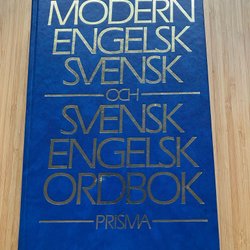 MODERN
ENGELSK
SVENSK
OCH
SVENSK
ENGELSK
ORDBOK
PRISMA